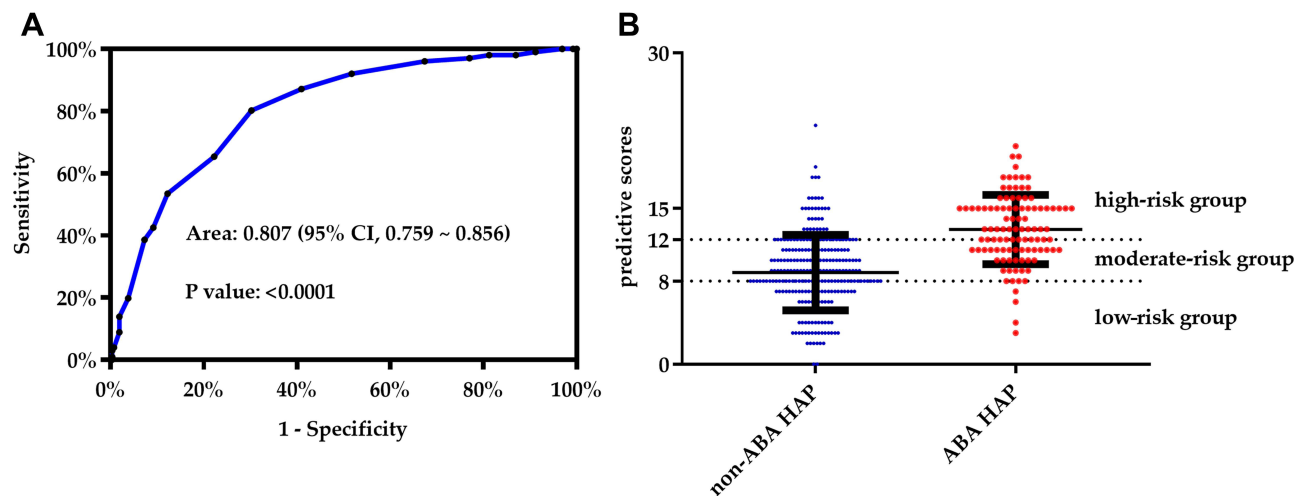 A
100%
80%
60%
40%
20%
0%
Sensitivity
Area: 0.807 (95% CI, 0.759 ~ 0.856)
P value: <0.0001
0%
20%
40%
60%
80%
100%
1 - Specificity
B
30
15
12
8
0
predictive scores
high-risk group
moderate-risk group
low-risk group
non-ABA HAP
ABA HAP